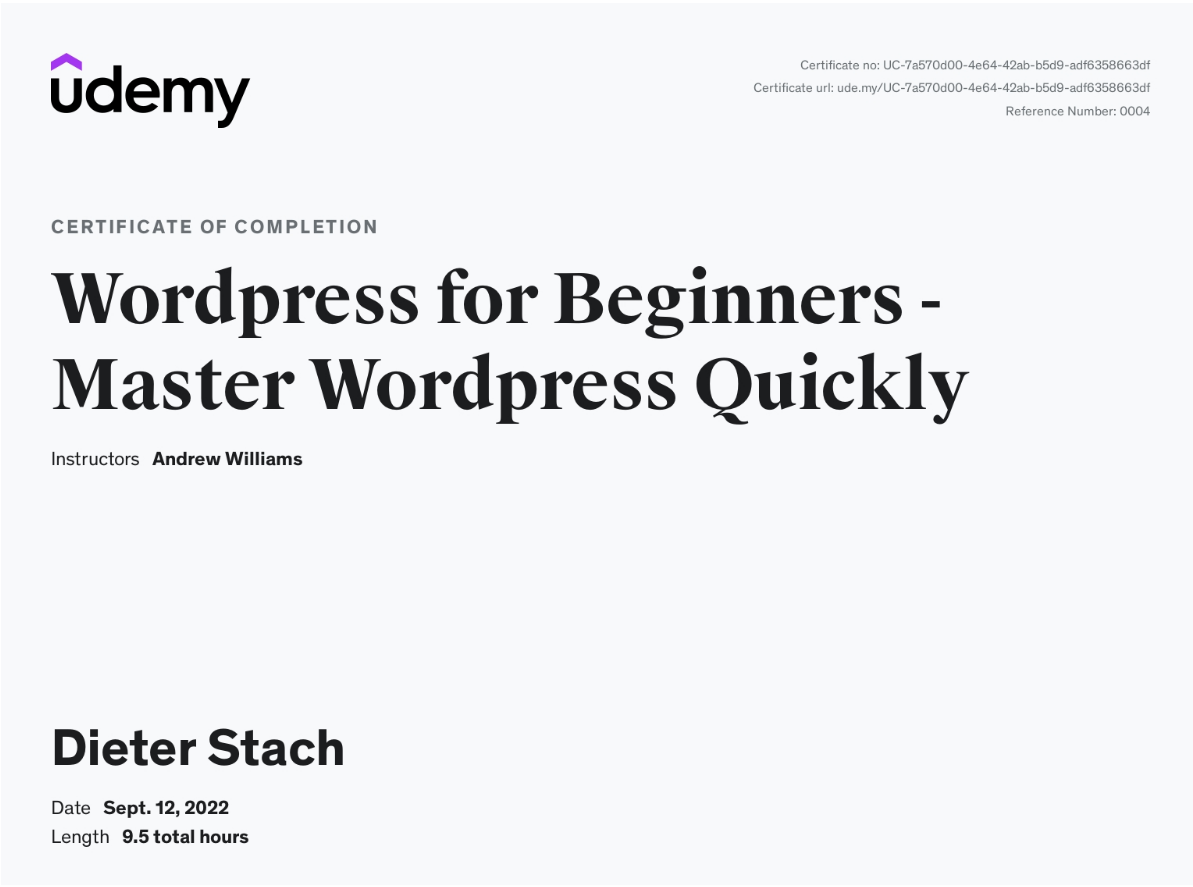 udemy
Certificate no: UC-7a570d00-4e64-42ab-b5d9-adf6358663df
Certificate url: ude.my/UC-7a570d00-4e64-42ab-b5d9-adf6358663df
Reference Number: 0004
CERTIFICATE OF COMPLETION
Wordpress for Beginners -
Master Wordpress Quickly
Instructors Andrew Williams
Dieter Stach
Date Sept. 12, 2022
Length 9.5 total hours